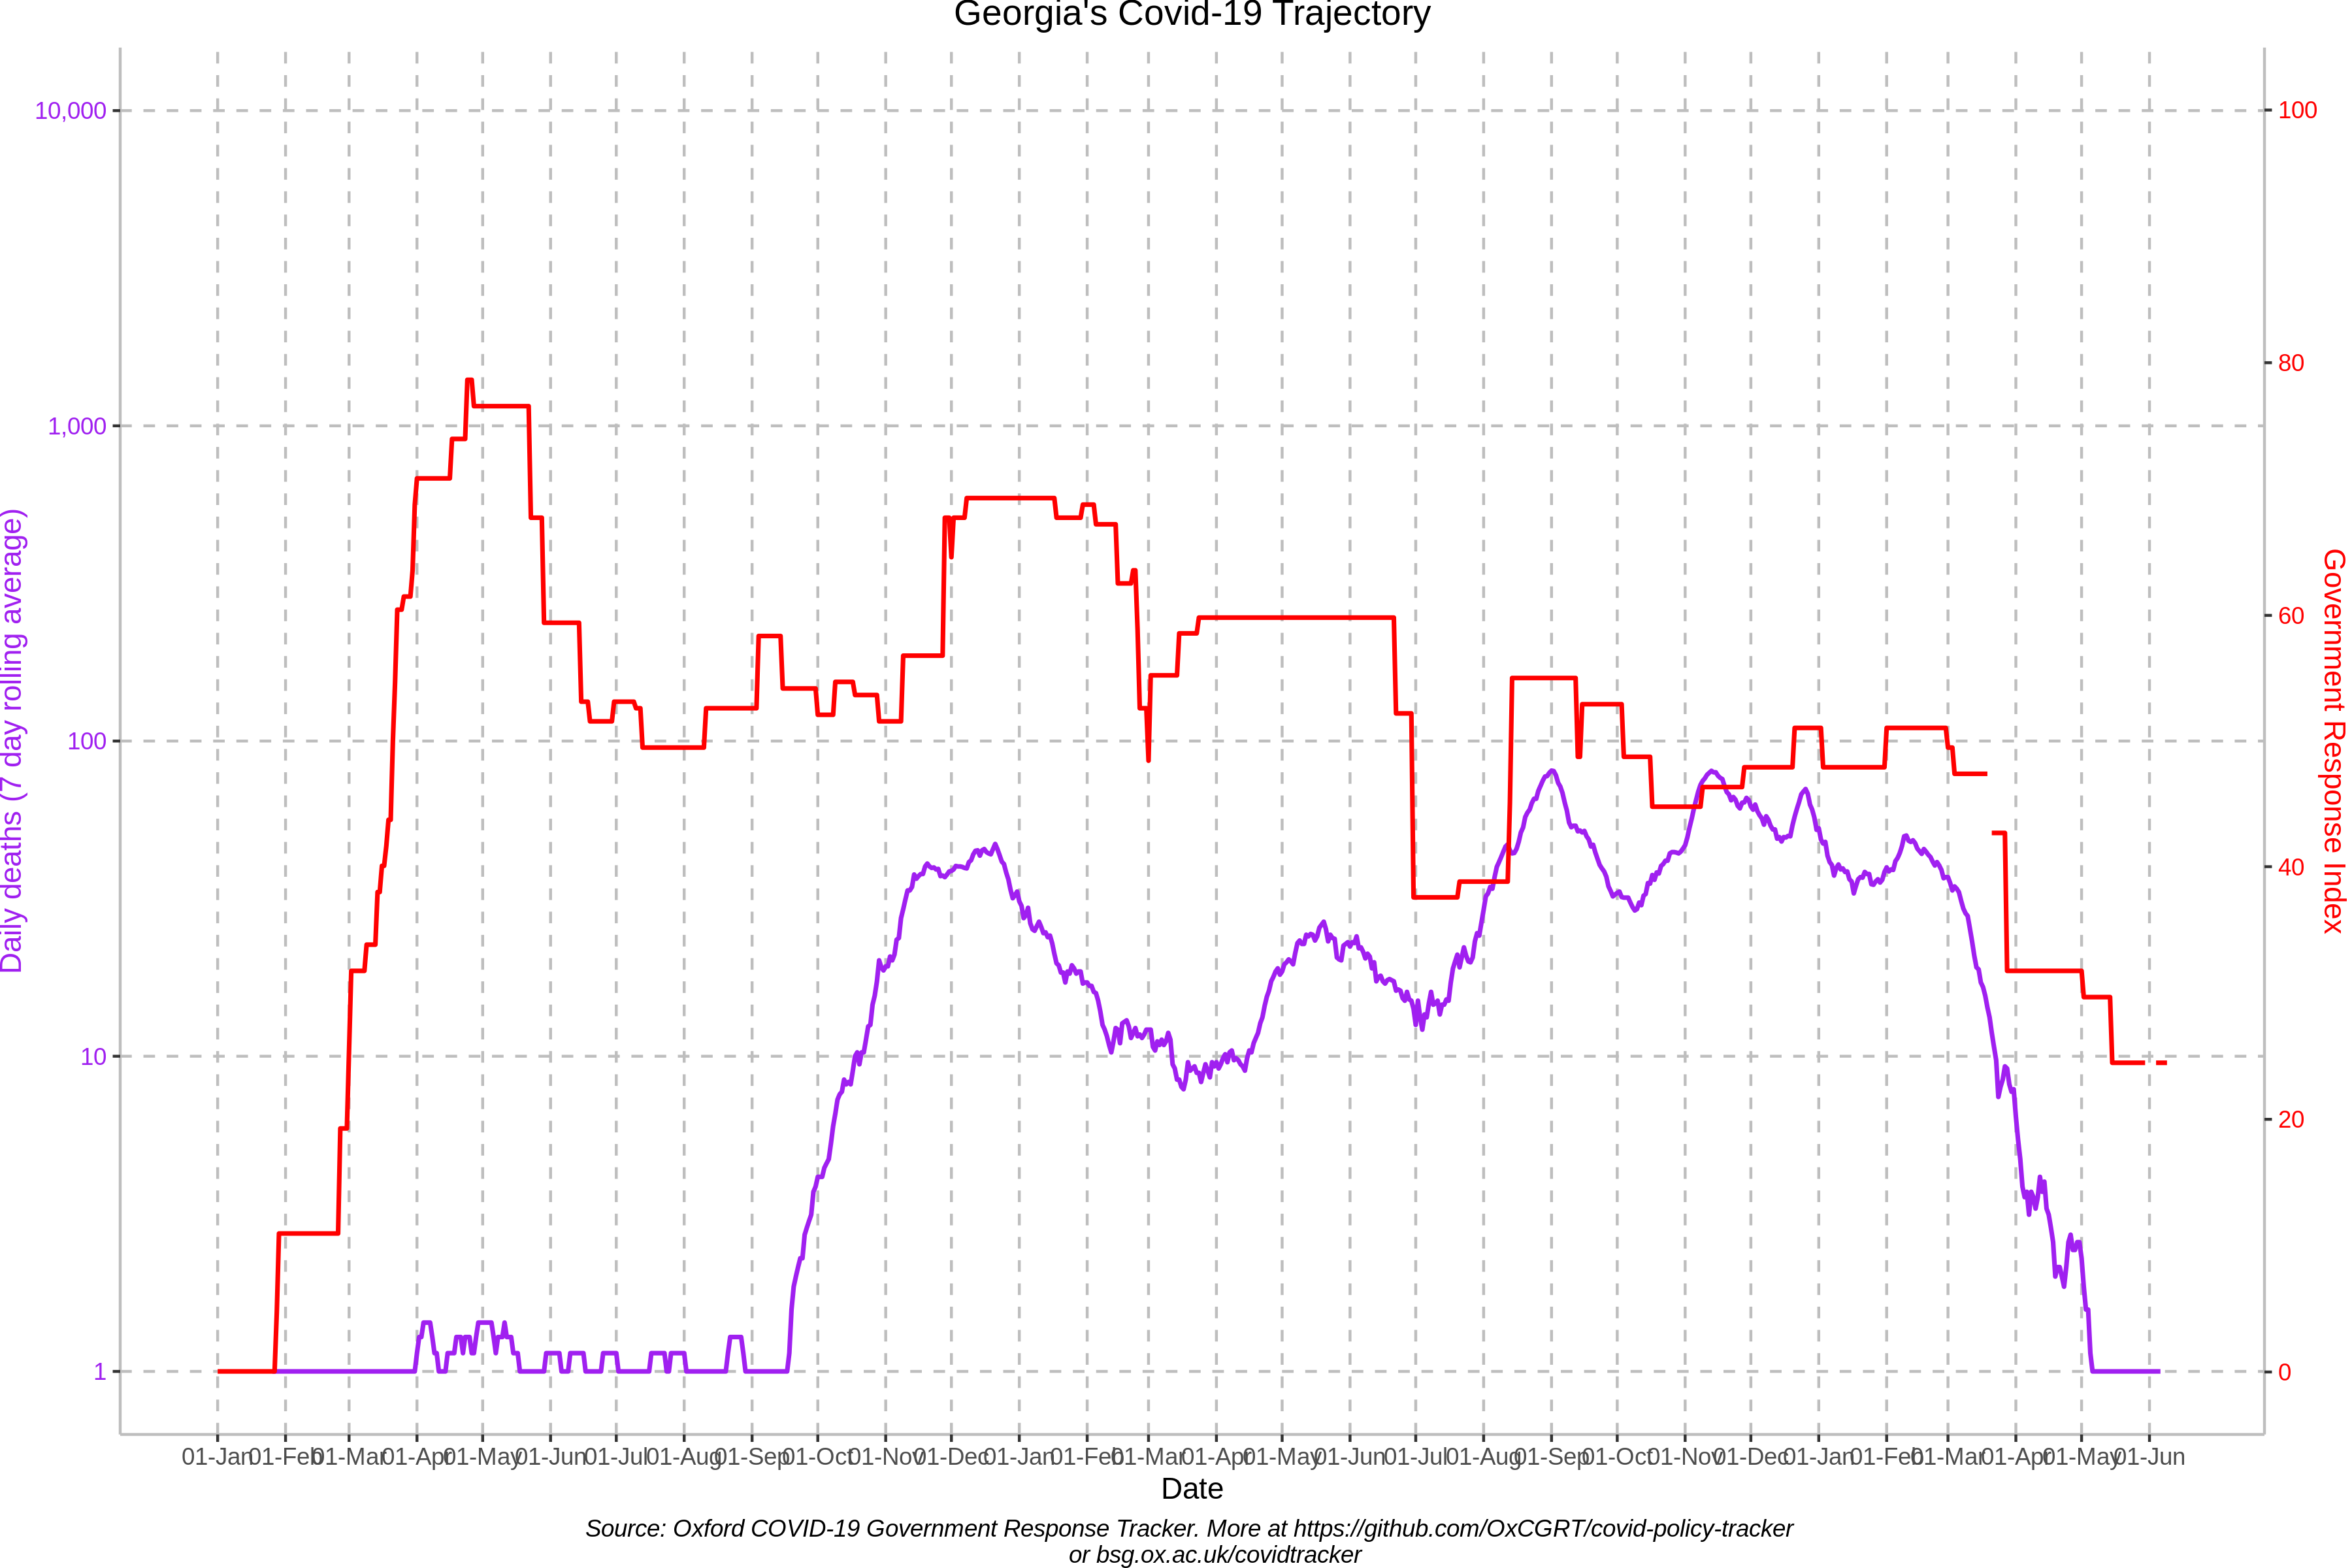 Georgia's Covid-19 Trajectory
10,000
1,000
100
10
1
Daily deaths (7 day rolling average)
100
80
60
40
20
0
Government Response Index
01-Jan 01-Feb 01-Mar 01-Apr 01-May 01-Jun 01-Jul 01-Aug 01-Sep 01-Oct 01-Nov 01-Dec 01-Jan 01-Feb 01-Mar 01-Apr 01-May 01-Jun 01-Jul 01-Aug 01-Sep 01-Oct 01-Nov 01-Dec 01-Jan 01-Feb 01-Mar 01-Apr 01-May 01-Jun
Date
Source: Oxford COVID-19 Government Response Tracker. More at https://github.com/OxCGRT/covid-policy-tracker
or bsg.ox.ac.uk/covidtracker